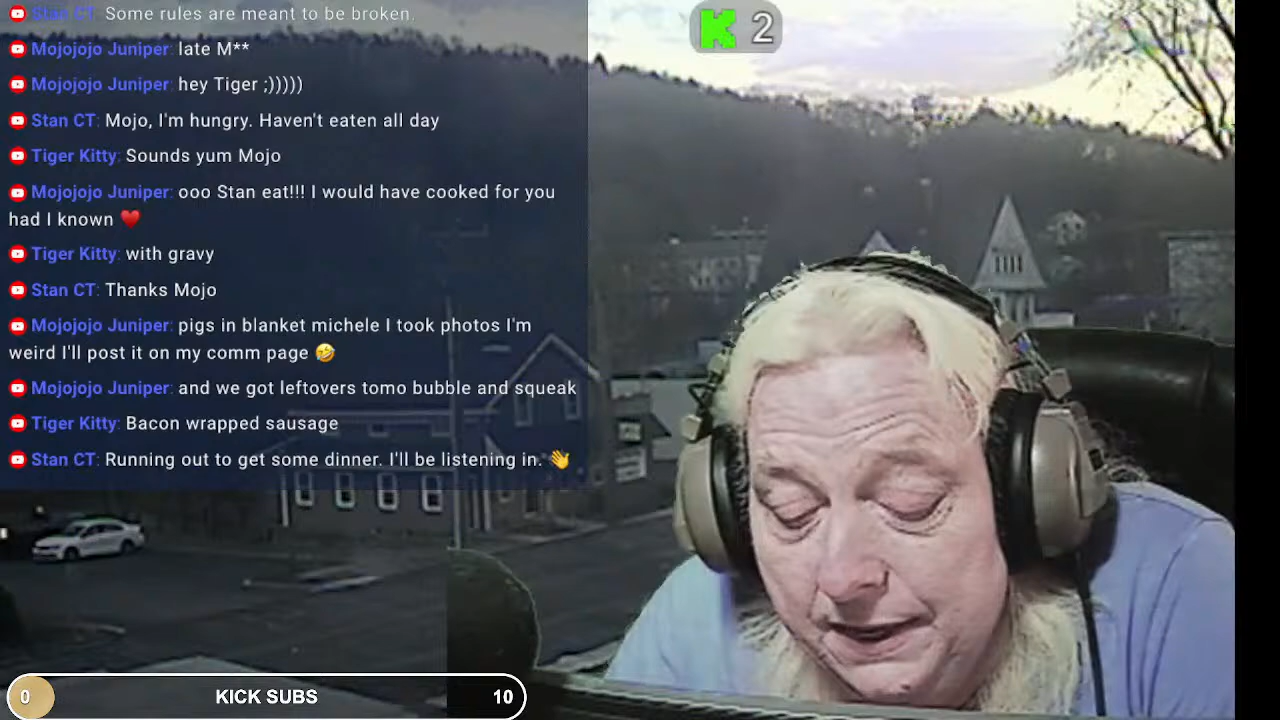 Stan CT: Some rules are meant to be broken.
Mojojojo Juniper: late M**
Mojojojo Juniper: hey Tiger ;)))))
Stan CT: Mojo, I'm hungry. Haven't eaten all day
Tiger Kitty: Sounds yum Mojo
Mojojojo Juniper: ooo Stan eat!!! I would have cooked for you
had I known ♥️
Tiger Kitty: with gravy
Stan CT: Thanks Mojo
Mojojojo Juniper: pigs in blanket michele I took photos I'm
weird I'll post it on my comm page 🤣
Mojojojo Juniper: and we got leftovers tomo bubble and squeak
Tiger Kitty: Bacon wrapped sausage
Stan CT: Running out to get some dinner. I'll be listening in. 👋
K 2
0 KICK SUBS 10